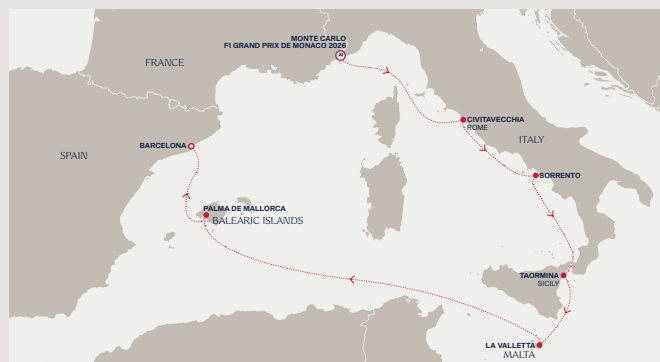 MONTE CARLO
F1 GRAND PRIX DE MONACO 2026
FRANCE
CIVITAVECCHIA
ROME
ITALY
BARCELONA
SPAIN
SORRENTO
PALMA DE MALLORCA
BALEARIC ISLANDS
TAORMINA
SICILY
LA VALLETTA
MALTA